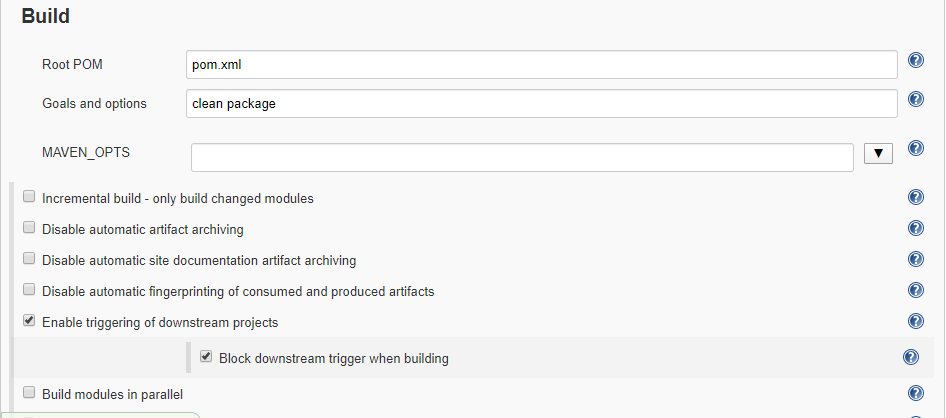 Build
Root POM
pom.xml
Goals and options
clean package
MAVEN_OPTS
Incremental build - only build changed modules
Disable automatic artifact archiving
Disable automatic site documentation artifact archiving
Disable automatic fingerprinting of consumed and produced artifacts
Enable triggering of downstream projects
Block downstream trigger when building
Build modules in parallel